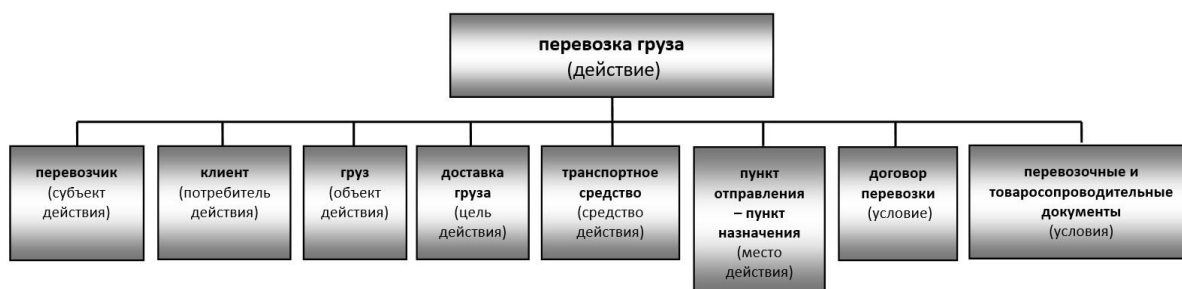 перевозка груза
(действие)
перевозчик
(субъект
действия)
клиент
(потребитель
действия)
груз
(объект
действия)
доставка
груза
(цель
действия)
транспортное
средство
(средство
действия)
пункт
отправления
– пункт
назначения
(место
действия)
договор
перевозки
(условие)
перевозочные и
товаросопроводительные
документы
(условия)